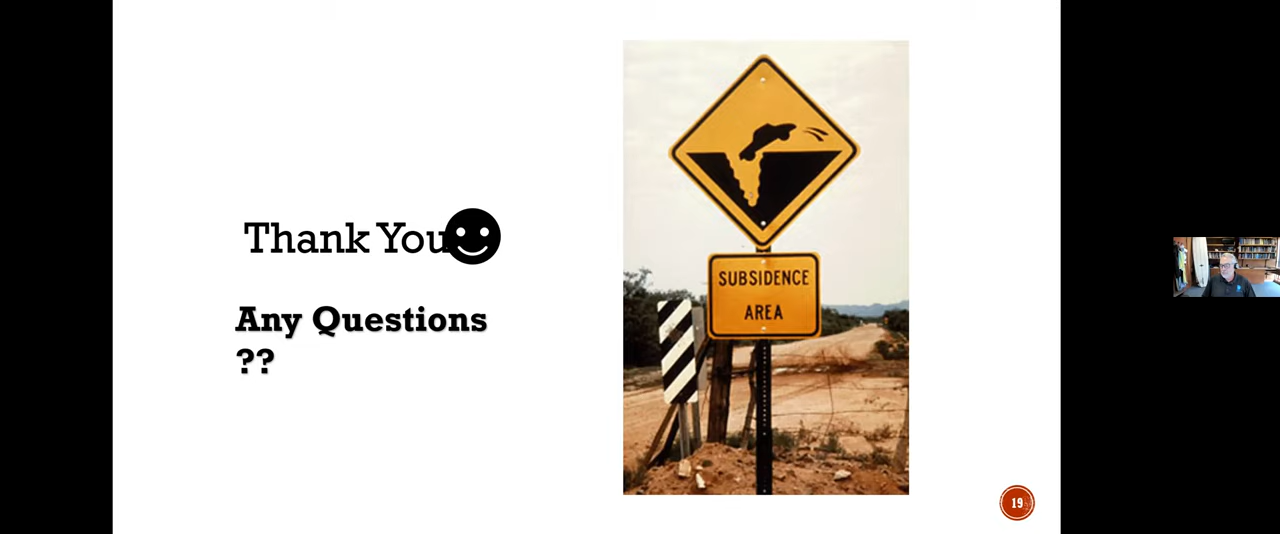 Thank You
Any Questions
??
SUBSIDENCE
AREA
19